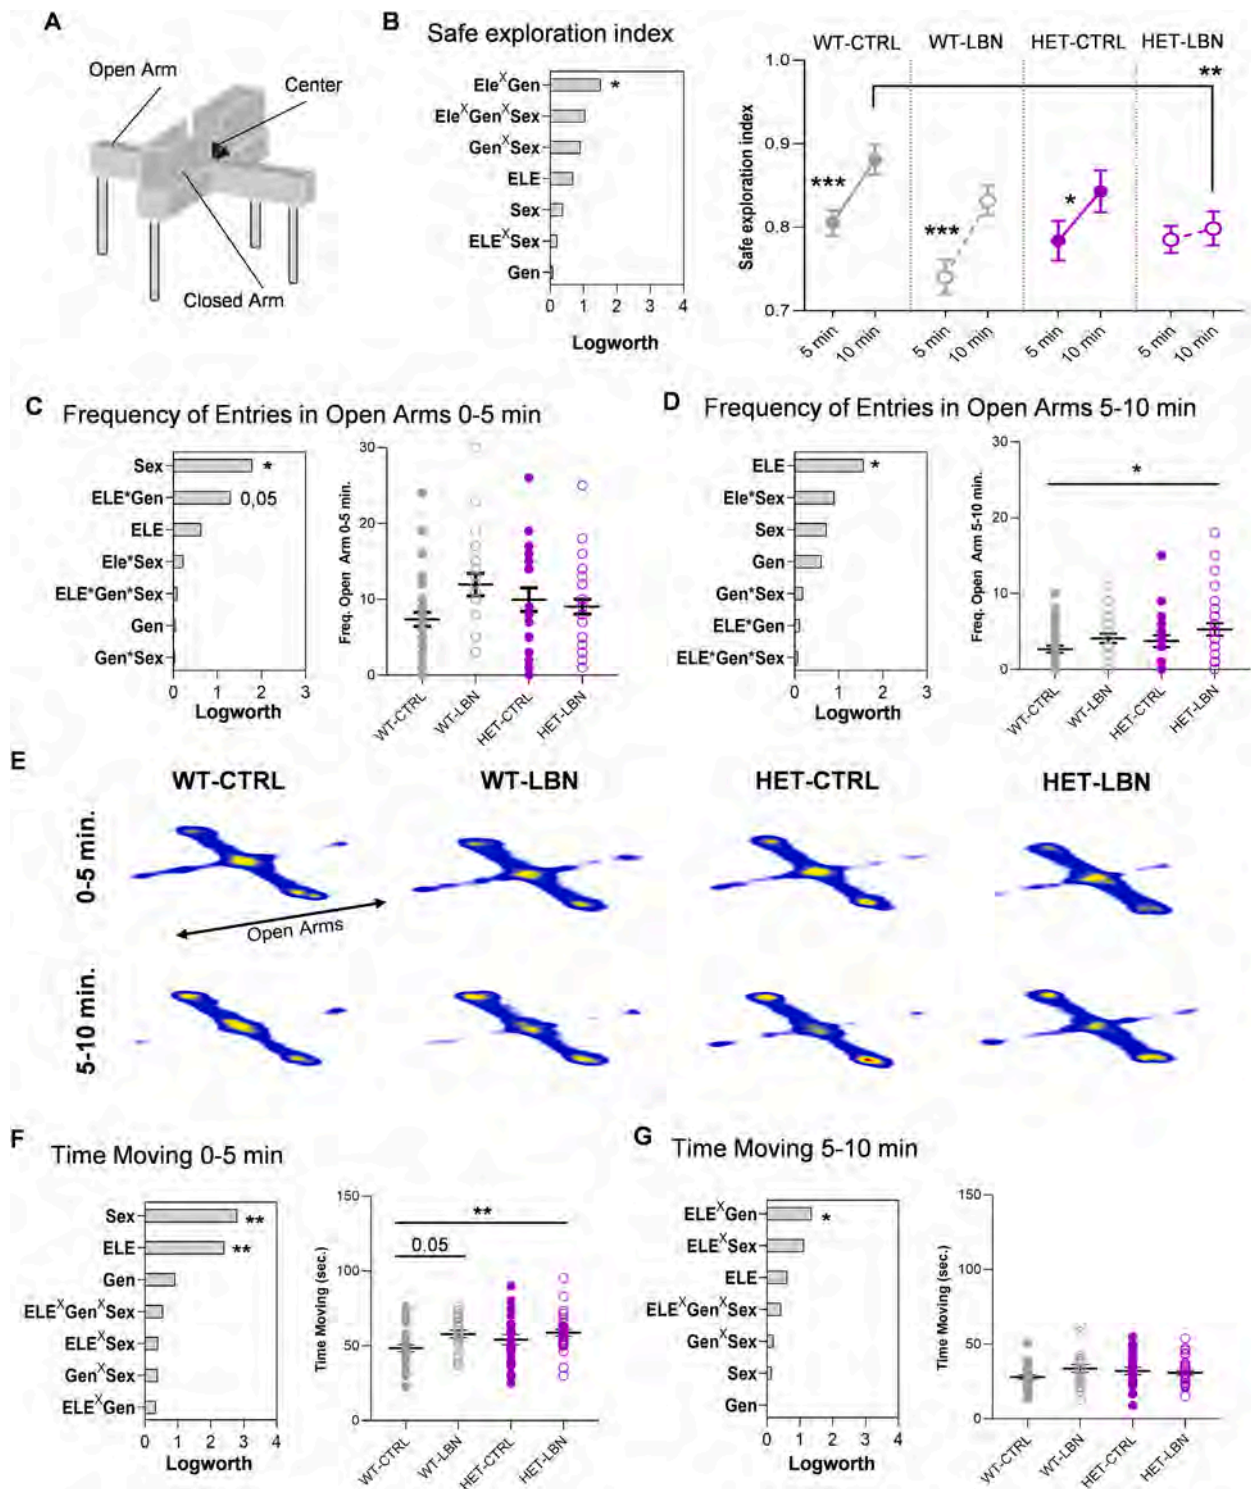 A
Open Arm
Center
Closed Arm
B
Safe exploration index
Ele^XGen
*
Ele^XGen^XSex
Gen^XSex
ELE
Sex
ELE^XSex
Gen
0 1 2 3 4
Logworth
WT-CTRL WT-LBN HET-CTRL HET-LBN
**
1.0
0.9
0.8
0.7
Safe exploration index
***
***
*
5 min 10 min 5 min 10 min 5 min 10 min 5 min 10 min
C Frequency of Entries in Open Arms 0-5 min
Sex
*
ELE*Gen
0,05
ELE
Ele*Sex
ELE*Gen*Sex
Gen
Gen*Sex
0 1 2 3
Logworth
30
20
10
0
Freq. Open Arm 0-5 min.
WT-CTRL WT-LBN HET-CTRL HET-LBN
D Frequency of Entries in Open Arms 5-10 min
ELE
*
Ele*Sex
Sex
Gen
Gen*Sex
ELE*Gen
ELE*Gen*Sex
0 1 2 3
Logworth
30
20
10
0
Freq. Open Arm 5-10 min.
*
WT-CTRL WT-LBN HET-CTRL HET-LBN
E
WT-CTRL WT-LBN HET-CTRL HET-LBN
0-5 min.
Open Arms
5-10 min.
F Time Moving 0-5 min
Sex
**
ELE
**
Gen
ELE^XGen^XSex
ELE^XSex
Gen^XSex
ELE^XGen
0 1 2 3 4
Logworth
150
100
50
0
Time Moving (sec.)
**
0.05
WT-CTRL WT-LBN HET-CTRL HET-LBN
G Time Moving 5-10 min
ELE^XGen
*
ELE^XSex
ELE
ELE^XGen^XSex
Gen^XSex
Sex
Gen
0 1 2 3 4
Logworth
150
100
50
0
Time Moving (sec.)
WT-CTRL WT-LBN HET-CTRL HET-LBN